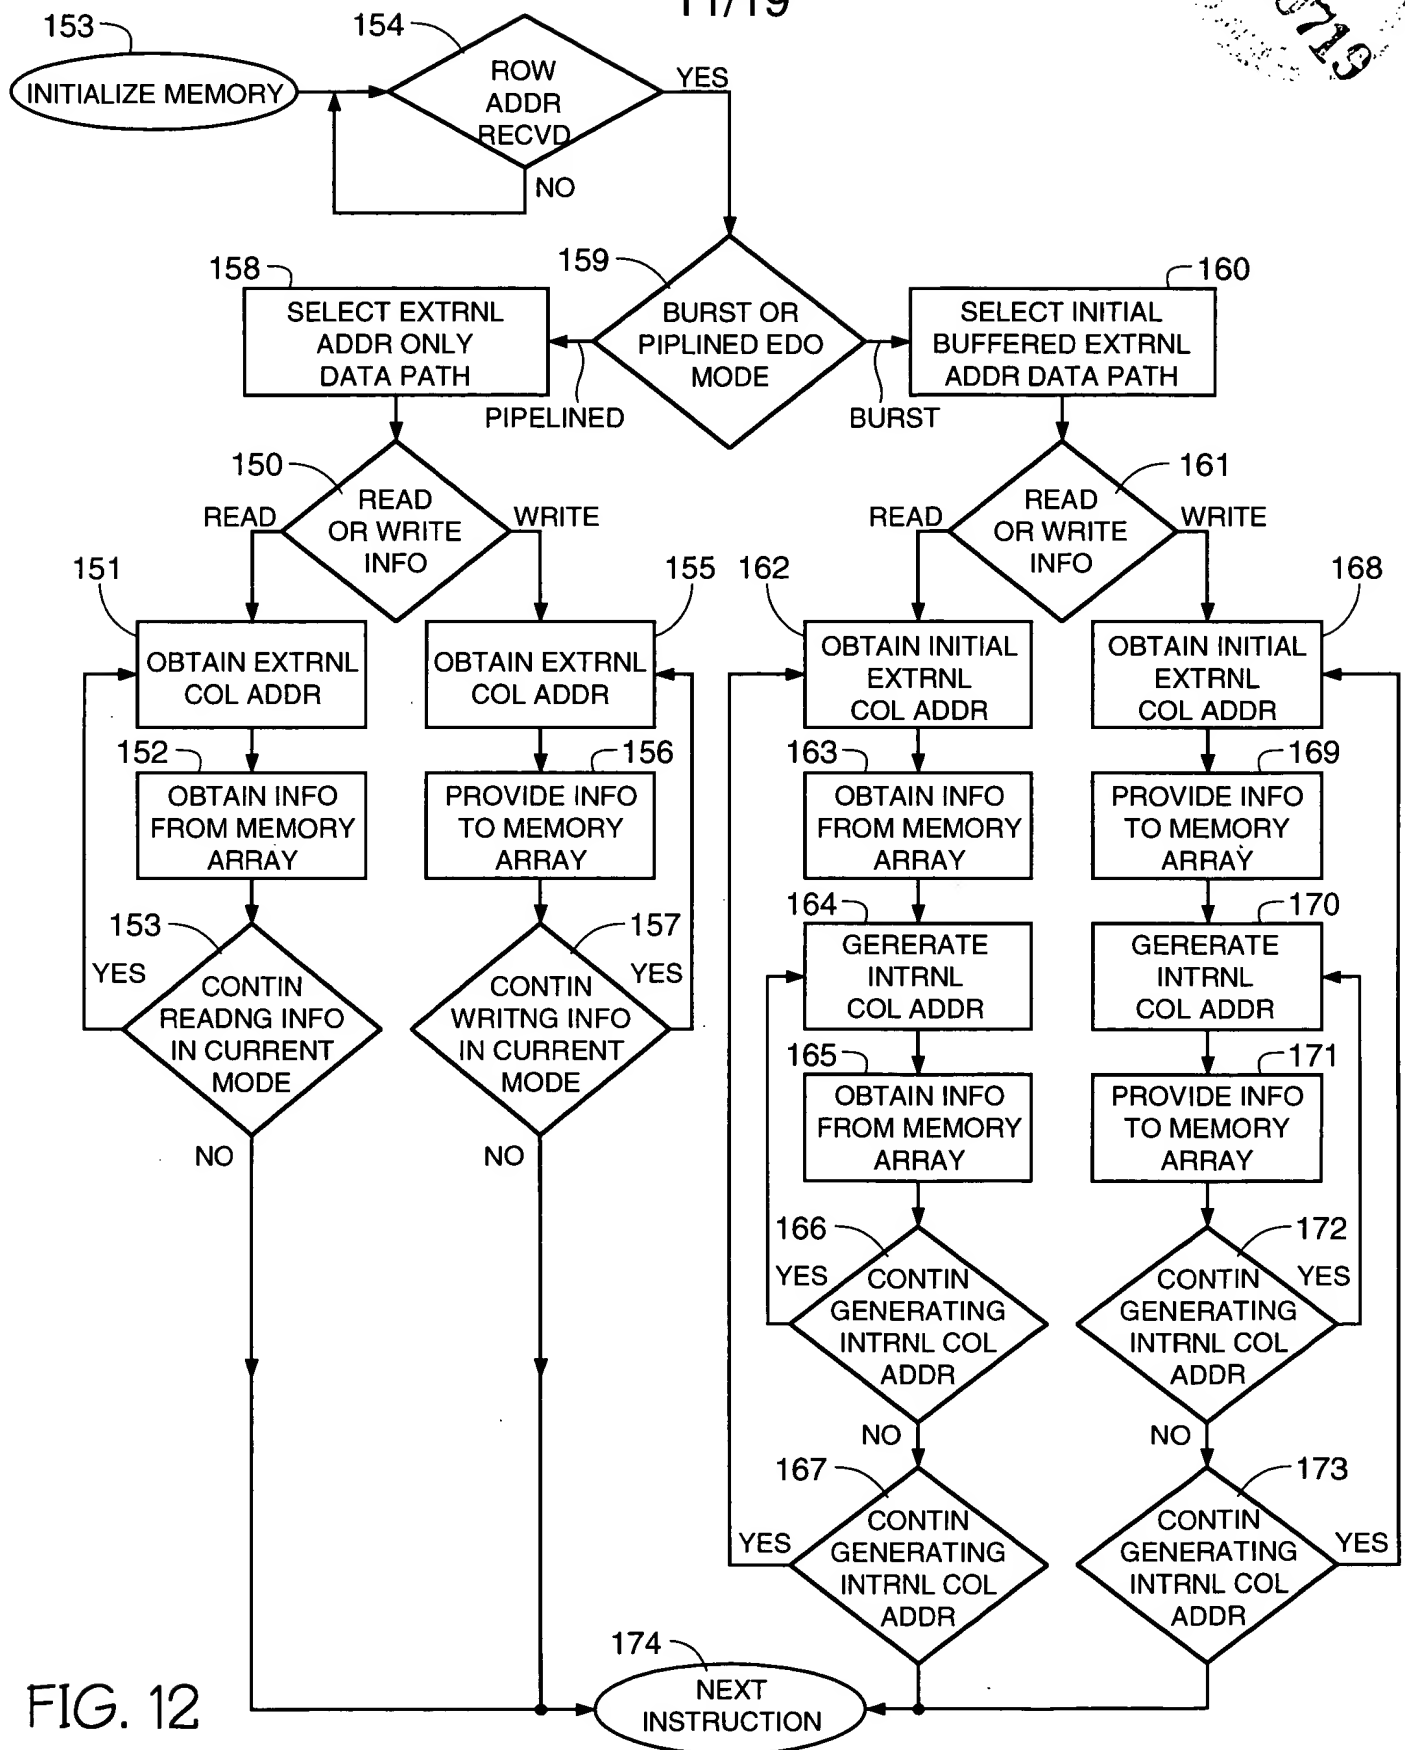 11/19
153
INITIALIZE MEMORY
154
ROW
ADDR
RECVD
YES
NO
158
SELECT EXTRNL
ADDR ONLY
DATA PATH
159
BURST OR
PIPLINED EDO
MODE
160
SELECT INITIAL
BUFFERED EXTRNL
ADDR DATA PATH
PIPELINED
BURST
150
READ
OR WRITE
INFO
READ
WRITE
161
READ
OR WRITE
INFO
READ
WRITE
151
OBTAIN EXTRNL
COL ADDR
152
OBTAIN INFO
FROM MEMORY
ARRAY
153
YES
CONTIN
READNG INFO
IN CURRENT
MODE
NO
155
OBTAIN EXTRNL
COL ADDR
156
PROVIDE INFO
TO MEMORY
ARRAY
157
YES
CONTIN
WRITNG INFO
IN CURRENT
MODE
NO
162
OBTAIN INITIAL
EXTRNL
COL ADDR
163
OBTAIN INFO
FROM MEMORY
ARRAY
164
GERERATE
INTRNL
COL ADDR
165
OBTAIN INFO
FROM MEMORY
ARRAY
166
YES
CONTIN
GENERATING
INTRNL COL
ADDR
NO
167
YES
CONTIN
GENERATING
INTRNL COL
ADDR
168
OBTAIN INITIAL
EXTRNL
COL ADDR
169
PROVIDE INFO
TO MEMORY
ARRAY
170
GERERATE
INTRNL
COL ADDR
171
PROVIDE INFO
TO MEMORY
ARRAY
172
YES
CONTIN
GENERATING
INTRNL COL
ADDR
NO
173
YES
CONTIN
GENERATING
INTRNL COL
ADDR
174
NEXT
INSTRUCTION
FIG. 12